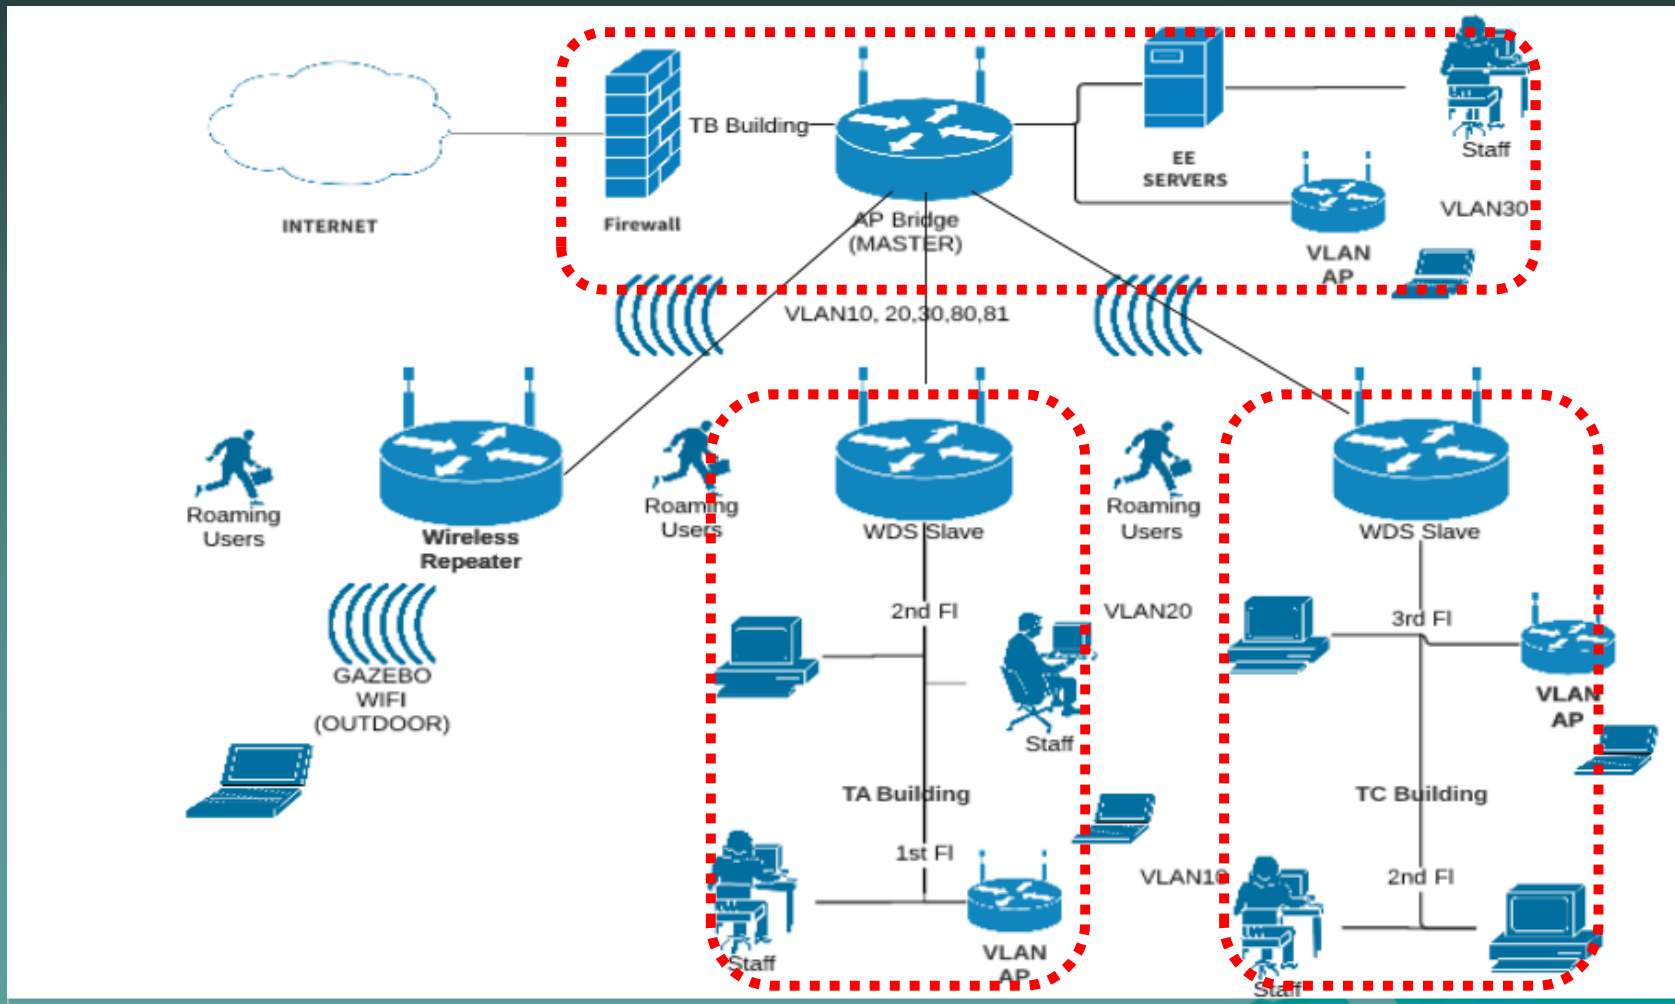 INTERNET
Firewall
TB Building
AP Bridge
(MASTER)
EE
SERVERS
Staff
VLAN30
VLAN
AP
VLAN10, 20,30,80,81
Roaming
Users
Wireless
Repeater
GAZEBO
WIFI
(OUTDOOR)
Roaming
Users
WDS Slave
2nd Fl
Staff
VLAN20
TA Building
1st Fl
Staff
VLAN
AP
Roaming
Users
WDS Slave
3rd Fl
VLAN
AP
TC Building
VLAN10
2nd Fl
Staff